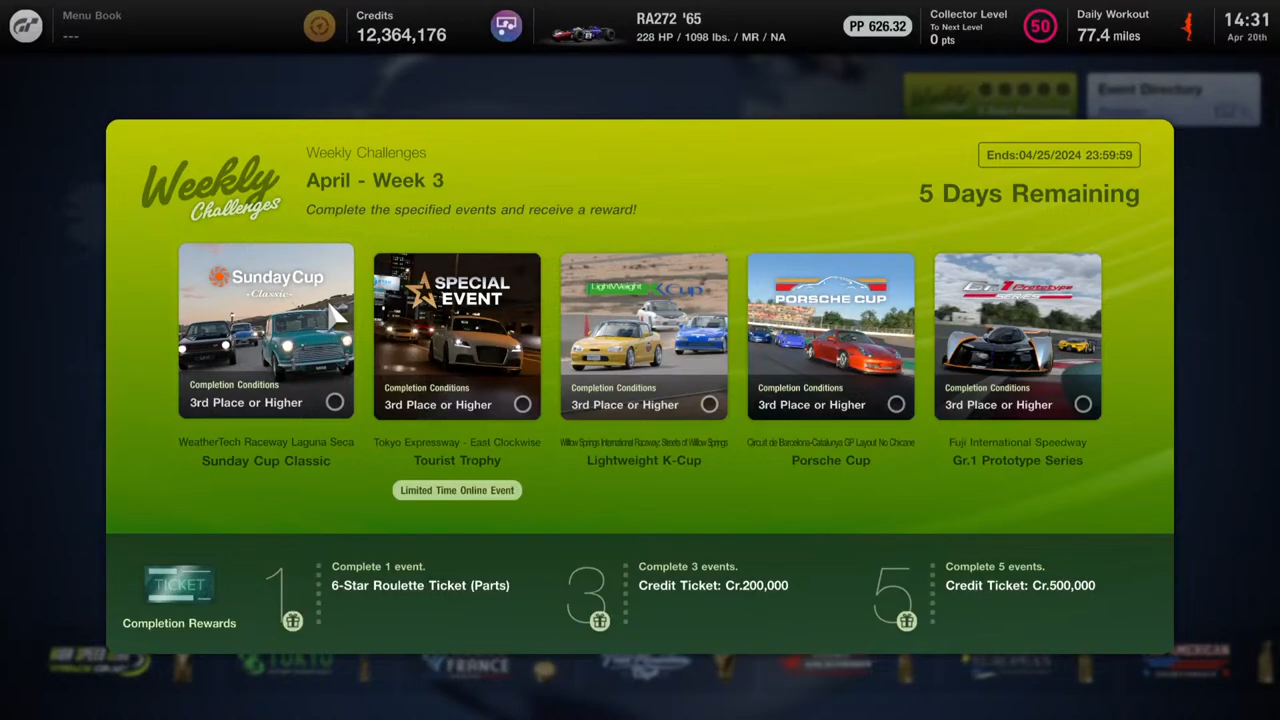 Menu Book
---
Credits
12,364,176
RA272 '65
228 HP / 1098 lbs. / MR / NA
PP 626.32
Collector Level
To Next Level
0 pts
50
Daily Workout
77.4 miles
14:31
Apr 20th
Weekly
Event Directory
Weekly
Challenges
Weekly Challenges
April - Week 3
Complete the specified events and receive a reward!
Ends:04/25/2024 23:59:59
5 Days Remaining
Sunday Cup
Classic
Completion Conditions
3rd Place or Higher
SPECIAL
EVENT
Completion Conditions
3rd Place or Higher
LightWeight K Cup
Completion Conditions
3rd Place or Higher
PORSCHE CUP
Completion Conditions
3rd Place or Higher
Gr.1 Prototype
SERIES
Completion Conditions
3rd Place or Higher
WeatherTech Raceway Laguna Seca
Sunday Cup Classic
Tokyo Expressway - East Clockwise
Tourist Trophy
Limited Time Online Event
Willow Springs International Raceway: Streets of Willow Springs
Lightweight K-Cup
Circuit de Barcelona-Catalunya GP Layout No Chicane
Porsche Cup
Fuji International Speedway
Gr.1 Prototype Series
TICKET
Completion Rewards
1
Complete 1 event.
6-Star Roulette Ticket (Parts)
3
Complete 3 events.
Credit Ticket: Cr.200,000
5
Complete 5 events.
Credit Ticket: Cr.500,000
TOKYO
FRANCE
AMERICAN